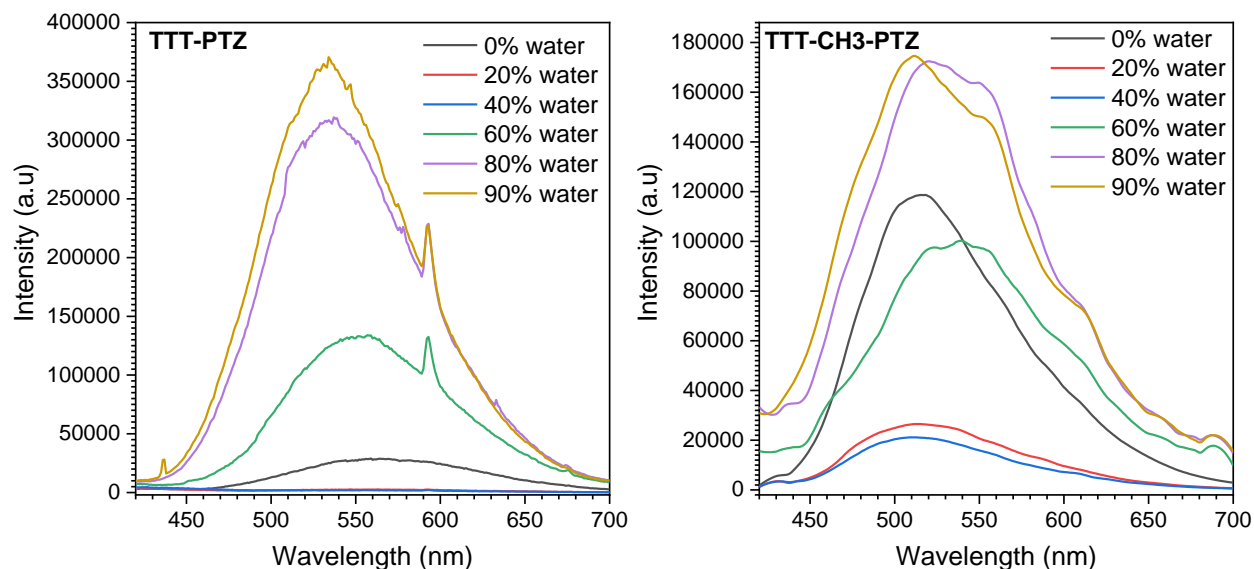 TTT-PTZ
0% water
20% water
40% water
60% water
80% water
90% water
400000
350000
300000
250000
200000
150000
100000
50000
0
Intensity (a.u)
450
500
550
600
650
700
Wavelength (nm)
TTT-CH3-PTZ
0% water
20% water
40% water
60% water
80% water
90% water
180000
160000
140000
120000
100000
80000
60000
40000
20000
0
Intensity (a.u)
450
500
550
600
650
700
Wavelength (nm)